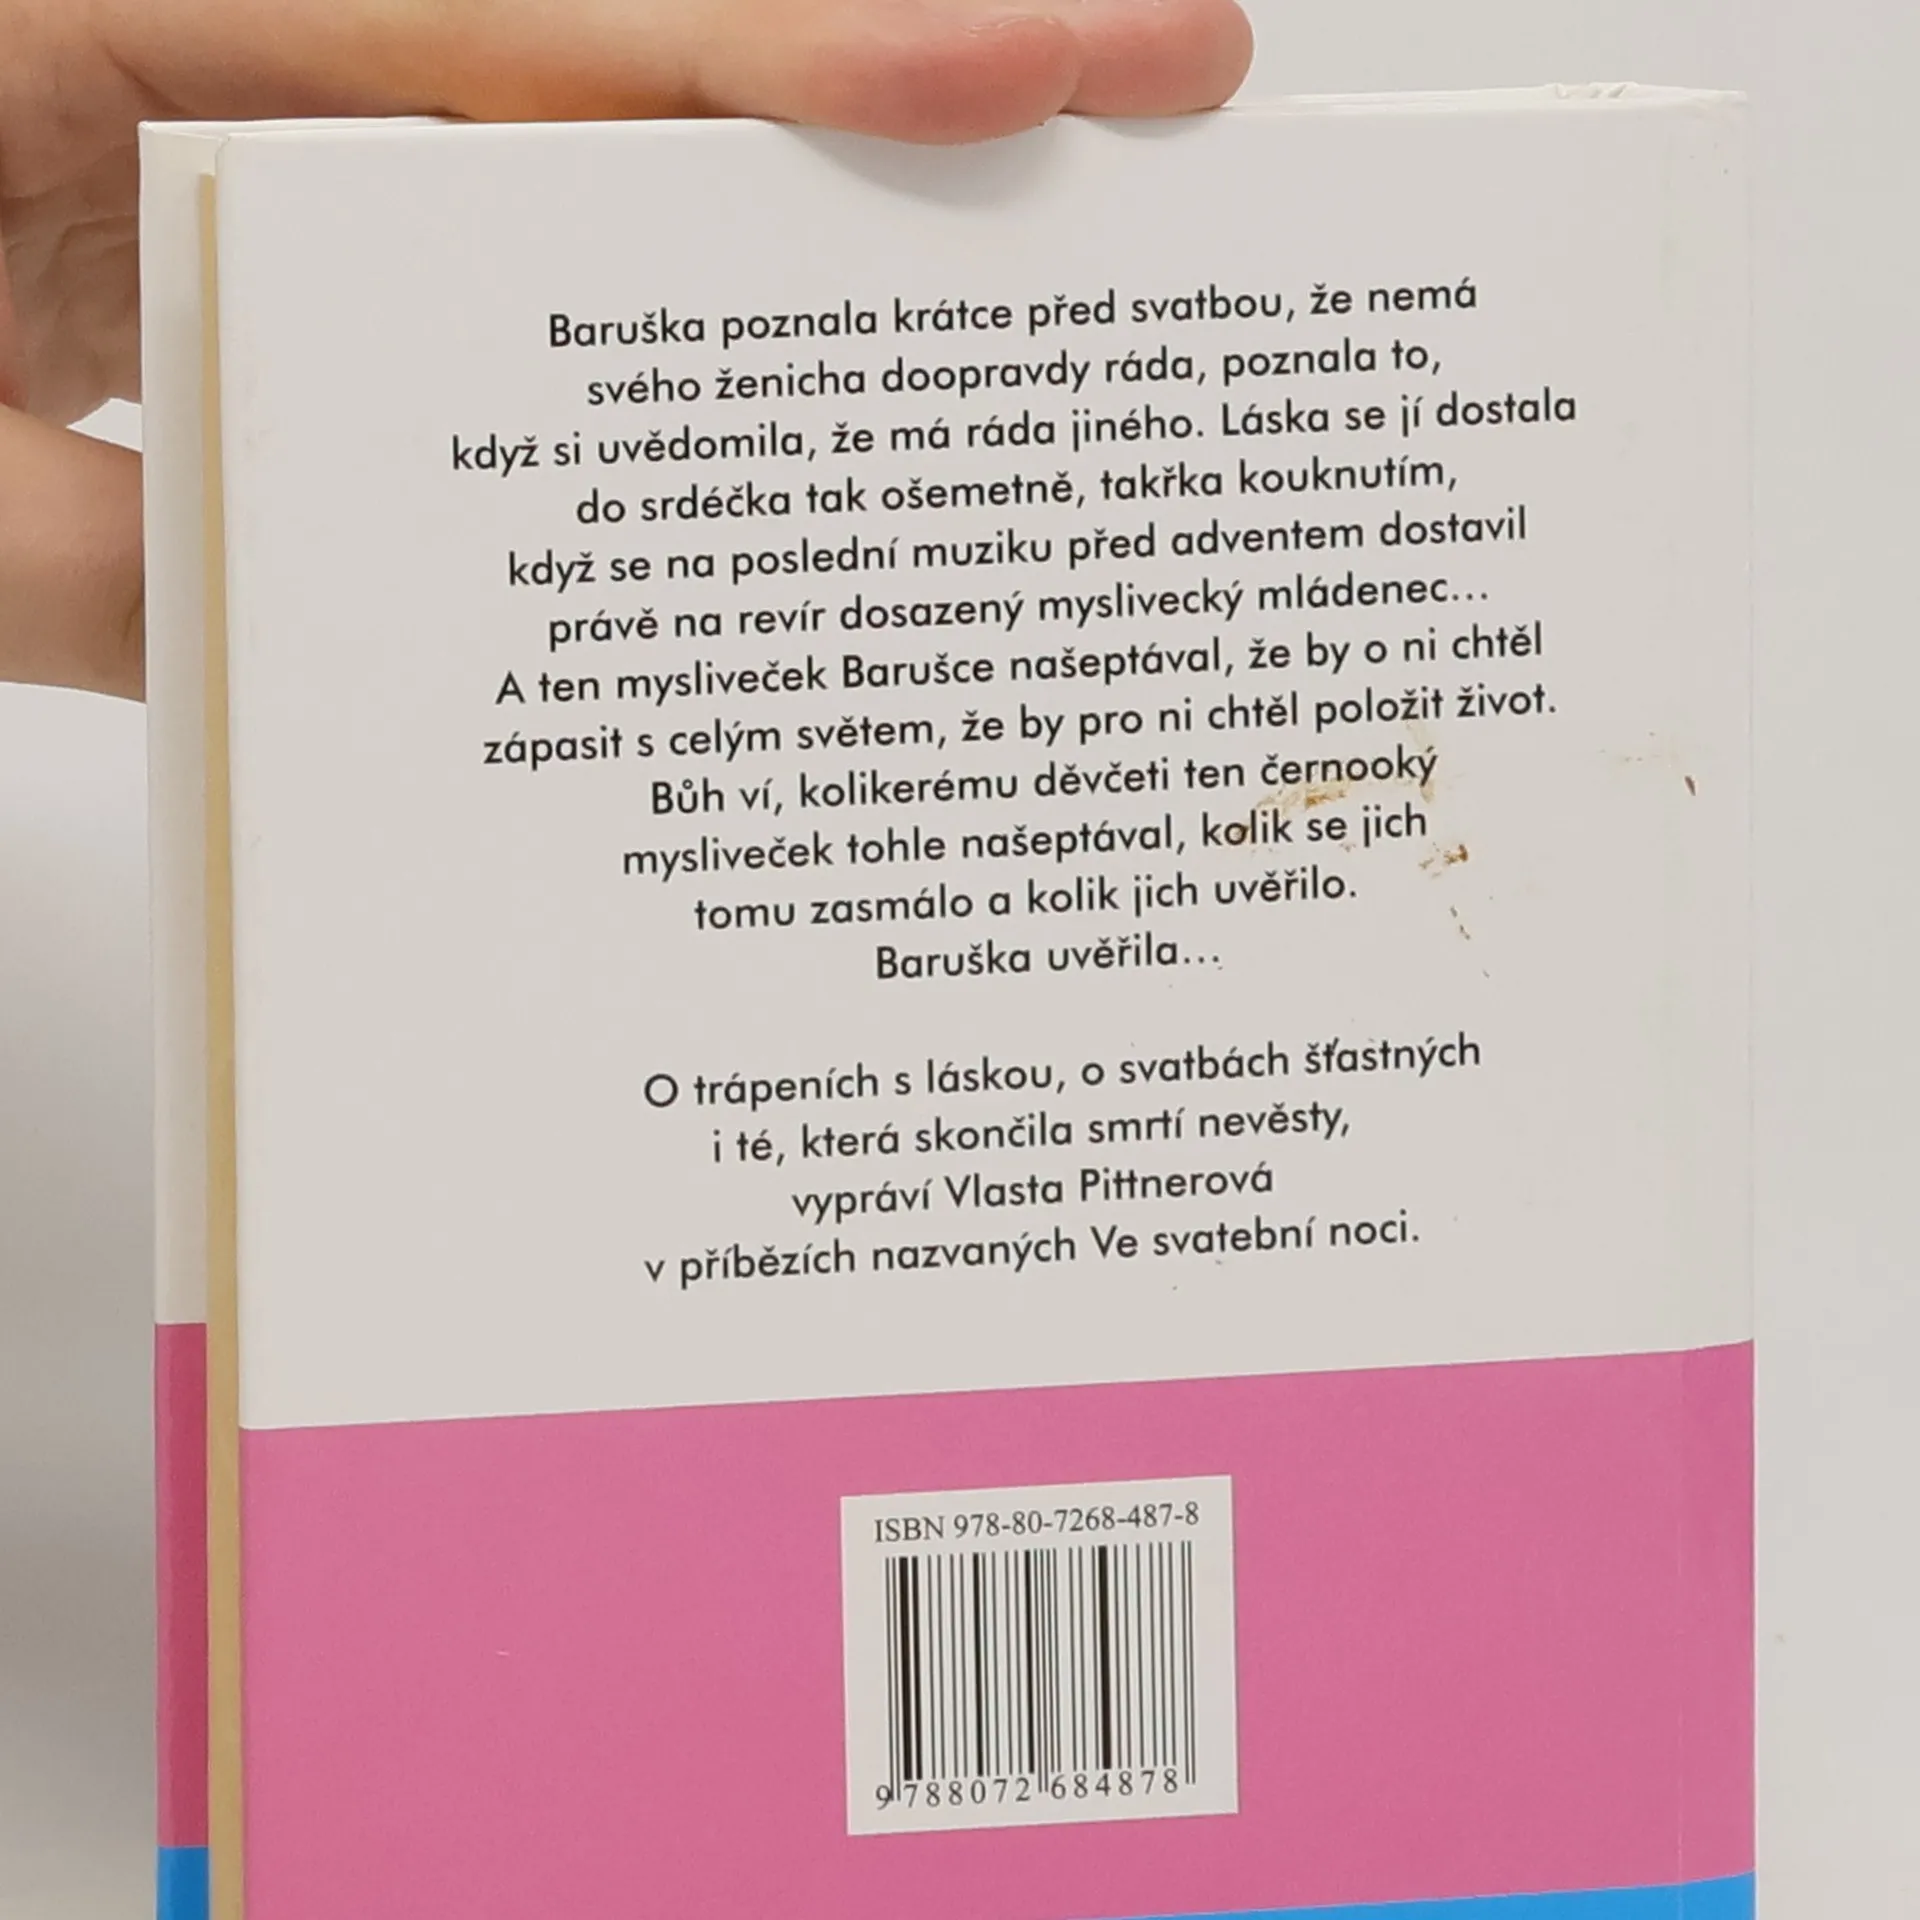 Baruška poznala krátce před svatbou, že nemá
svého ženicha doopravdy ráda, poznala to,
když si uvědomila, že má ráda jiného. Láska se jí dostala
do srdéčka tak ošemetně, takřka kouknutím,
když se na poslední muziku před adventem dostavil
právě na revír dosazený myslivecký mládenec...
A ten mysliveček Barušce našeptával, že by o ni chtěl
zápasit s celým světem, že by pro ni chtěl položit život.
Bůh ví, kolikerému děvčeti ten černooký
mysliveček tohle našeptával, kolik se jich
tomu zasmálo a kolik jich uvěřilo.
Baruška uvěřila...
O trápeních s láskou, o svatbách šťastných
i té, která skončila smrtí nevěsty,
vypráví Vlasta Pittnerová
v příbězích nazvaných Ve svatební noci.
ISBN 978-80-7268-487-8
9 788072 684878